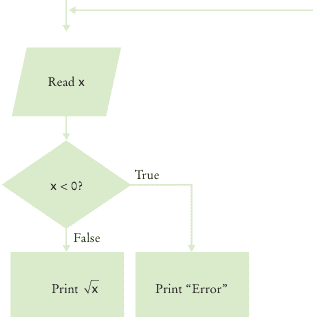 Read x
x < 0?
True
False
Print √x
Print “Error”